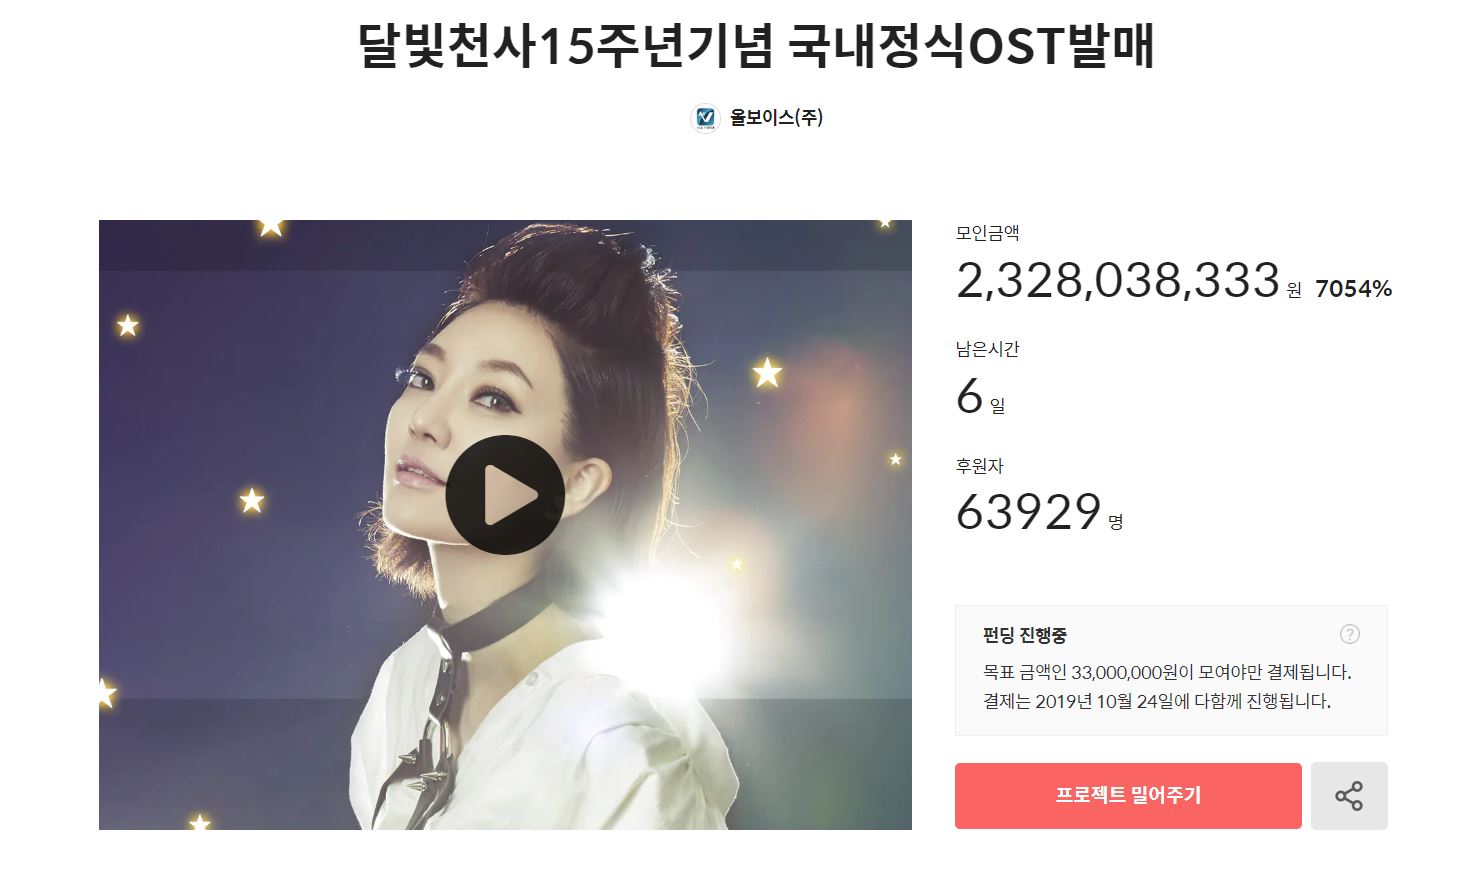 달빛천사15주년기념 국내정식OST발매
올보이스(주)
모인금액
2,328,038,333 원 7054%
남은시간
6 일
후원자
63929 명
펀딩 진행중
목표 금액인 33,000,000원이 모여야만 결제됩니다.
결제는 2019년 10월 24일에 다함께 진행됩니다.
프로젝트 밀어주기